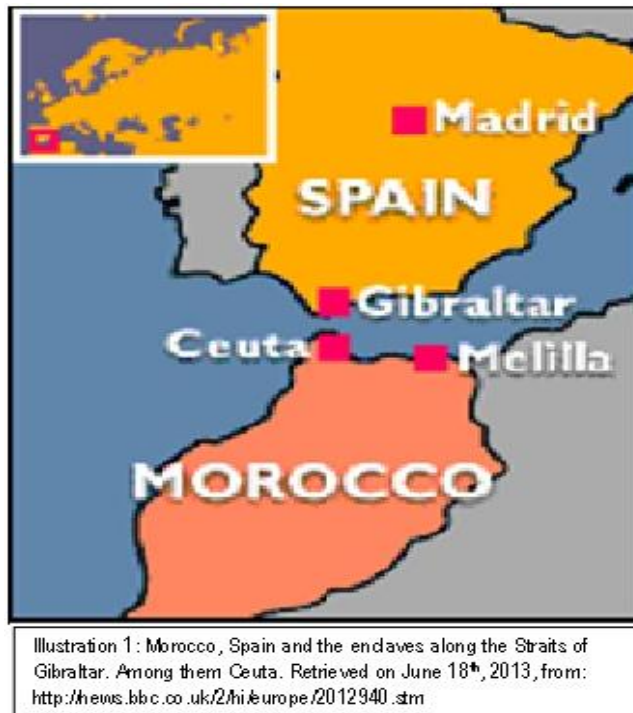 Madrid
SPAIN
Gibraltar
Ceuta
Melilla
MOROCCO
Illustration 1: Morocco, Spain and the enclaves along the Straits of
Gibraltar. Among them Ceuta. Retrieved on June 18th, 2013, from:
http://news.bbc.co.uk/2/hi/europe/2012940.stm